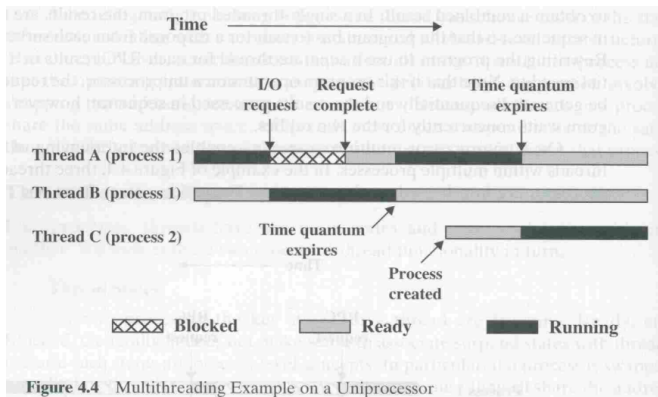 Time
I/O request
Request complete
Time quantum expires
Thread A (process 1)
Thread B (process 1)
Time quantum expires
Thread C (process 2)
Process created
Blocked
Ready
Running
Figure 4.4 Multithreading Example on a Uniprocessor